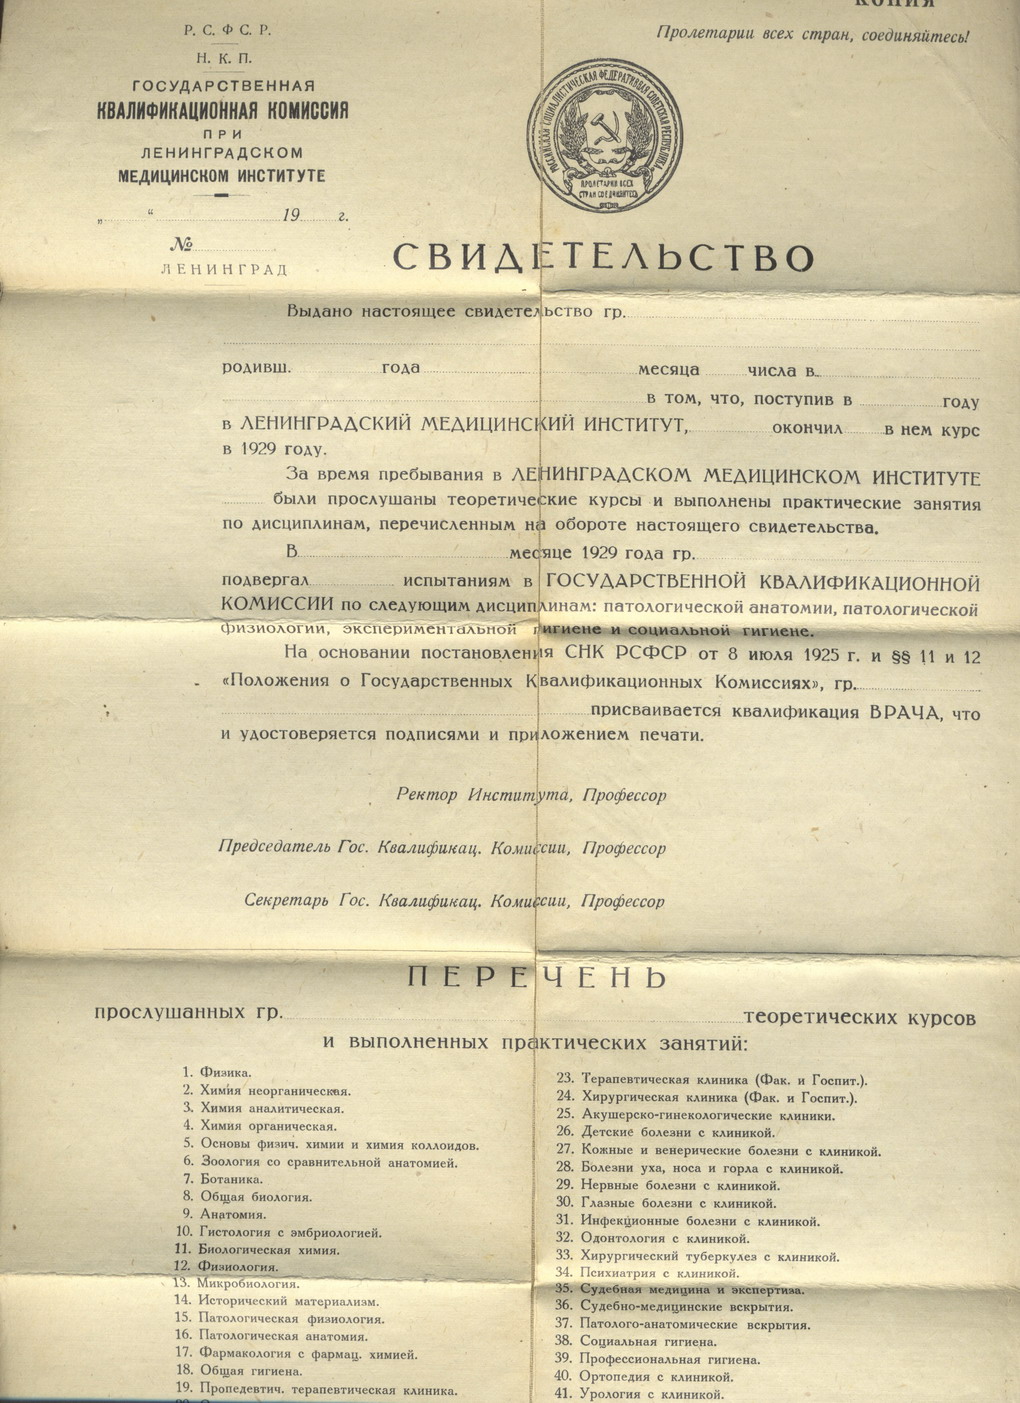 КОПИЯ
Р. С. Ф. С. Р.
Н. К. П.
ГОСУДАРСТВЕННАЯ
КВАЛИФИКАЦИОННАЯ КОМИССИЯ
ПРИ
ЛЕНИНГРАДСКОМ
МЕДИЦИНСКОМ ИНСТИТУТЕ
„ “ 19 г.
№
ЛЕНИНГРАД
Пролетарии всех стран, соединяйтесь!
РОССИЙСКАЯ СОЦИАЛИСТИЧЕСКАЯ ФЕДЕРАТИВНАЯ СОВЕТСКАЯ РЕСПУБЛИКА
ПРОЛЕТАРИИ ВСЕХ
СТРАН СОЕДИНЯЙТЕСЬ
СВИДЕТЕЛЬСТВО
Выдано настоящее свидетельство гр.
родивш. года месяца числа в
в том, что, поступив в году
в ЛЕНИНГРАДСКИЙ МЕДИЦИНСКИЙ ИНСТИТУТ, окончил в нем курс
в 1929 году.
За время пребывания в ЛЕНИНГРАДСКОМ МЕДИЦИНСКОМ ИНСТИТУТЕ
были прослушаны теоретические курсы и выполнены практические занятия
по дисциплинам, перечисленным на обороте настоящего свидетельства.
В месяце 1929 года гр.
подвергал испытаниям в ГОСУДАРСТВЕННОЙ КВАЛИФИКАЦИОННОЙ
КОМИССИИ по следующим дисциплинам: патологической анатомии, патологической
физиологии, экспериментальной гигиене и социальной гигиене.
На основании постановления СНК РСФСР от 8 июля 1925 г. и §§ 11 и 12
«Положения о Государственных Квалификационных Комиссиях», гр.
присваивается квалификация ВРАЧА, что
и удостоверяется подписями и приложением печати.
Ректор Института, Профессор
Председатель Гос. Квалификац. Комиссии, Профессор
Секретарь Гос. Квалификац. Комиссии, Профессор
ПЕРЕЧЕНЬ
прослушанных гр. теоретических курсов
и выполненных практических занятий:
1. Физика.
2. Химия неорганическая.
3. Химия аналитическая.
4. Химия органическая.
5. Основы физич. химии и химия коллоидов.
6. Зоология со сравнительной анатомией.
7. Ботаника.
8. Общая биология.
9. Анатомия.
10. Гистология с эмбриологией.
11. Биологическая химия.
12. Физиология.
13. Микробиология.
14. Исторический материализм.
15. Патологическая физиология.
16. Патологическая анатомия.
17. Фармакология с фармац. химией.
18. Общая гигиена.
19. Пропедевтич. терапевтическая клиника.
23. Терапевтическая клиника (Фак. и Госпит.).
24. Хирургическая клиника (Фак. и Госпит.).
25. Акушерско-гинекологические клиники.
26. Детские болезни с клиникой.
27. Кожные и венерические болезни с клиникой.
28. Болезни уха, носа и горла с клиникой.
29. Нервные болезни с клиникой.
30. Глазные болезни с клиникой.
31. Инфекционные болезни с клиникой.
32. Одонтология с клиникой.
33. Хирургический туберкулез с клиникой.
34. Психиатрия с клиникой.
35. Судебная медицина и экспертиза.
36. Судебно-медицинские вскрытия.
37. Патолого-анатомические вскрытия.
38. Социальная гигиена.
39. Профессиональная гигиена.
40. Ортопедия с клиникой.
41. Урология с клиникой.